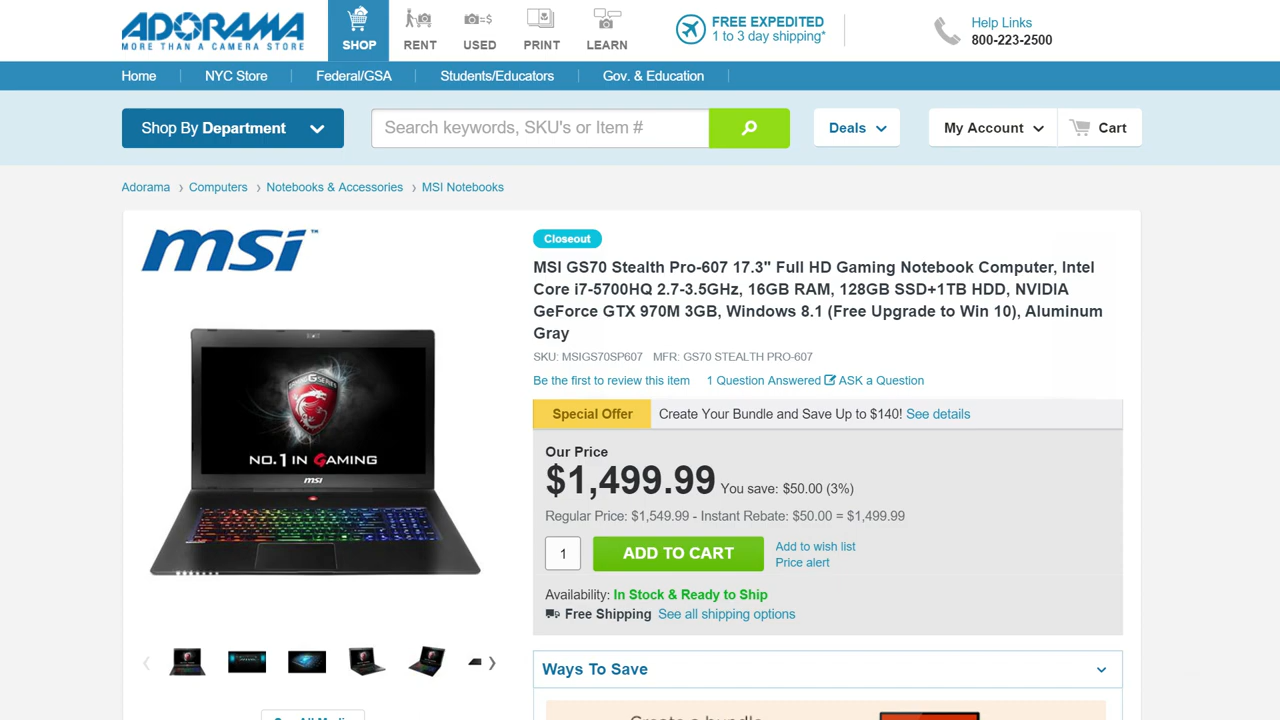 ADORAMA
MORE THAN A CAMERA STORE
SHOP
RENT
USED
PRINT
LEARN
FREE EXPEDITED
1 to 3 day shipping*
Help Links
800-223-2500
Home
NYC Store
Federal/GSA
Students/Educators
Gov. & Education
Shop By Department
Search keywords, SKU's or Item #
Deals
My Account
Cart
Adorama › Computers › Notebooks & Accessories › MSI Notebooks
msi™
Closeout
MSI GS70 Stealth Pro-607 17.3" Full HD Gaming Notebook Computer, Intel
Core i7-5700HQ 2.7-3.5GHz, 16GB RAM, 128GB SSD+1TB HDD, NVIDIA
GeForce GTX 970M 3GB, Windows 8.1 (Free Upgrade to Win 10), Aluminum
Gray
SKU: MSIGS70SP607 MFR: GS70 STEALTH PRO-607
Be the first to review this item 1 Question Answered ASK a Question
Special Offer Create Your Bundle and Save Up to $140! See details
Our Price
$1,499.99 You save: $50.00 (3%)
Regular Price: $1,549.99 - Instant Rebate: $50.00 = $1,499.99
1 ADD TO CART
Add to wish list
Price alert
Availability: In Stock & Ready to Ship
Free Shipping See all shipping options
Ways To Save
G SERIES
NO.1 IN GAMING
msi